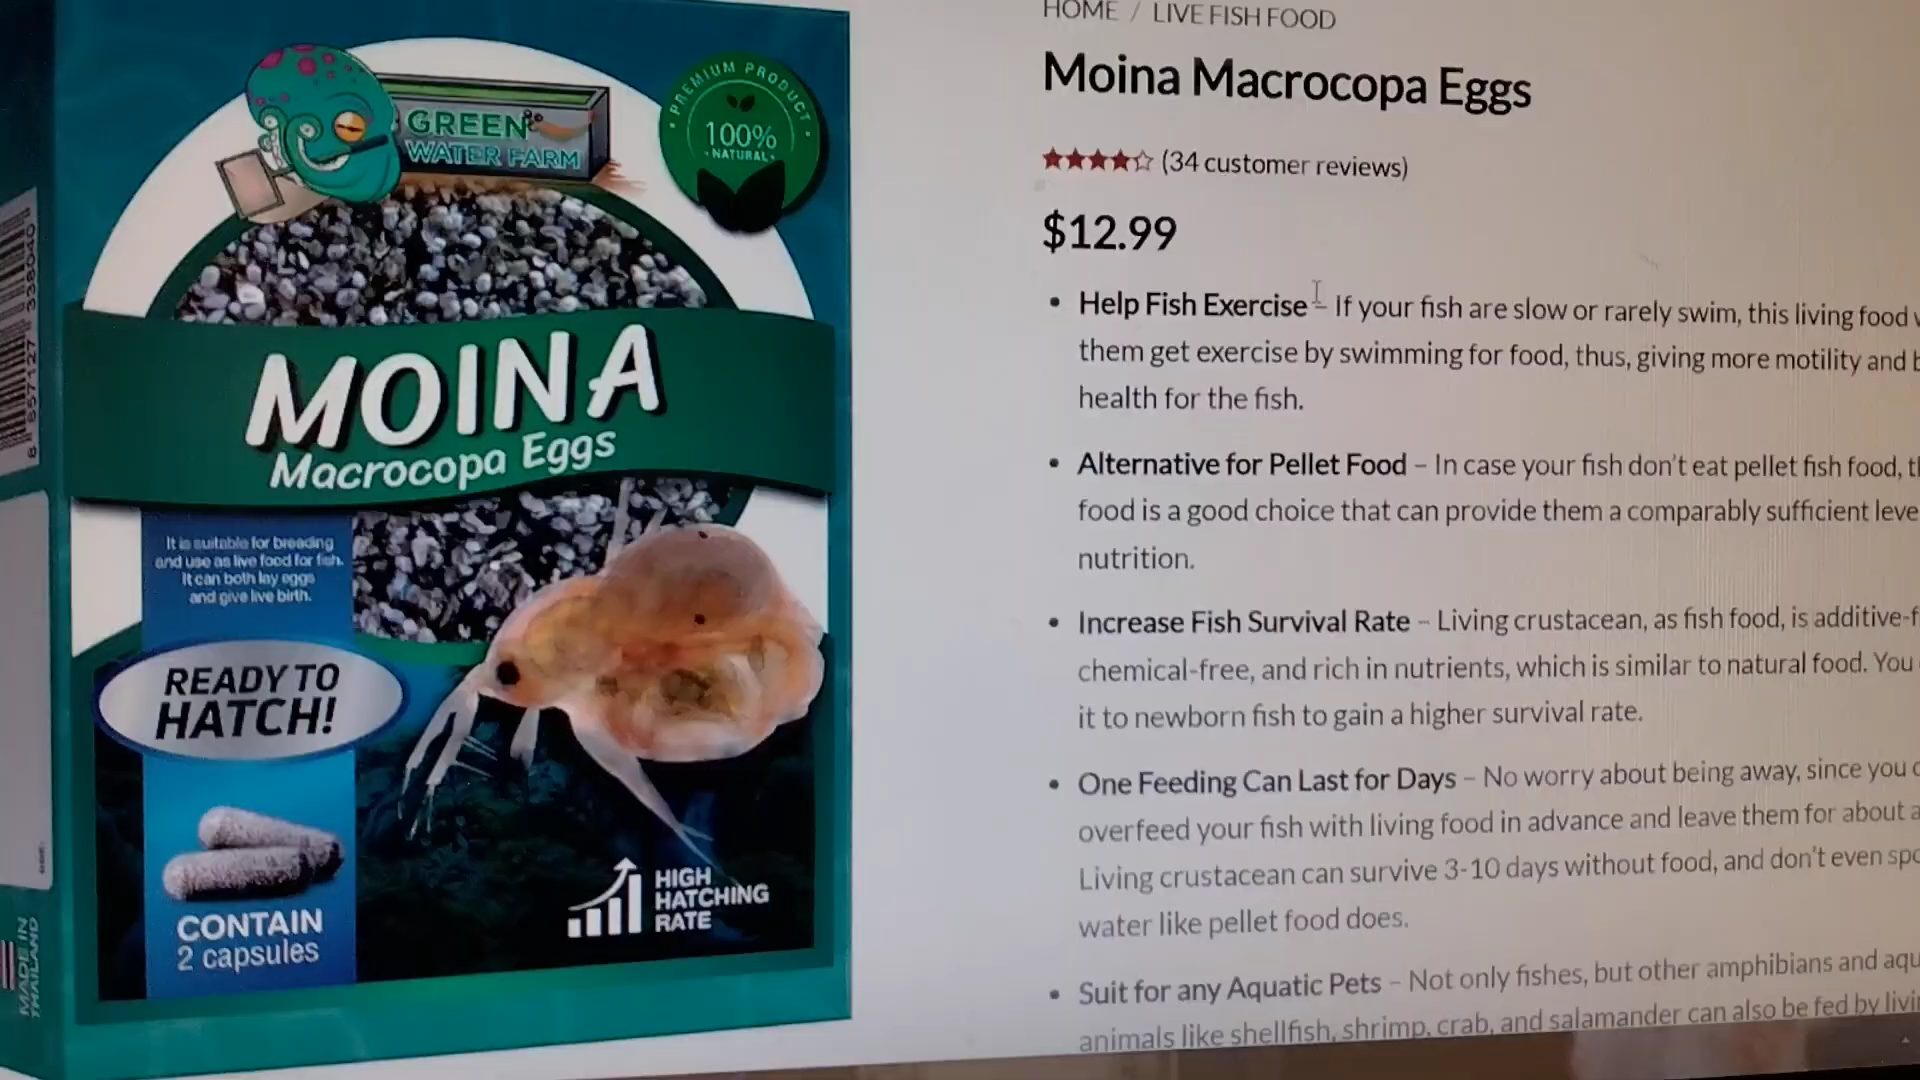 HOME / LIVE FISH FOOD
Moina Macrocopa Eggs
(34 customer reviews)
$12.99
• Help Fish Exercise – If your fish are slow or rarely swim, this living food
them get exercise by swimming for food, thus, giving more motility and
health for the fish.
• Alternative for Pellet Food – In case your fish don't eat pellet fish food,
food is a good choice that can provide them a comparably sufficient
nutrition.
• Increase Fish Survival Rate – Living crustacean, as fish food, is
chemical-free, and rich in nutrients, which is similar to natural food. You
it to newborn fish to gain a higher survival rate.
• One Feeding Can Last for Days – No worry about being away, since you
overfeed your fish with living food in advance and leave them for about
Living crustacean can survive 3-10 days without food, and don't even
water like pellet food does.
• Suit for any Aquatic Pets – Not only fishes, but other amphibians and
animals like shellfish, shrimp, crab, and salamander can also be fed by
GREEN
WATER FARM
PREMIUM PRODUCT
100%
NATURAL
MOINA
Macrocopa Eggs
It is suitable for breeding
and use as live food for fish.
It can both lay eggs
and give live birth.
READY TO
HATCH!
CONTAIN
2 capsules
HIGH
HATCHING
RATE
8 857127 338040
MADE IN
THAILAND